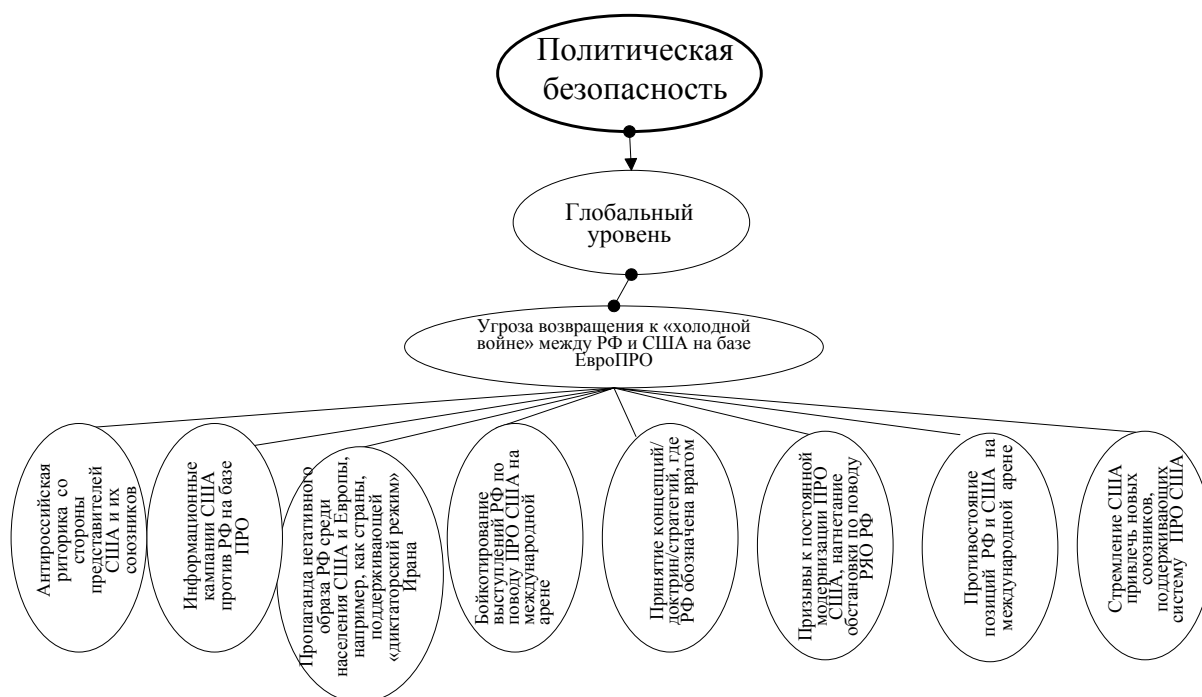 Политическая
безопасность
Глобальный
уровень
Угроза возвращения к «холодной
войне» между РФ и США на базе
ЕвроПРО
Антироссийская
риторика со
стороны
представителей
США и их
союзников
Информационные
кампании США
против РФ на базе
ПРО
Пропаганда негативного
образа РФ среди
населения США и Европы,
например, как страны,
поддерживающей
«диктаторский режим»
Ирана
Бойкотирование
выступлений РФ по
поводу ПРО США на
международной
арене
Принятие концепций/
доктрин/стратегий, где
РФ обозначена врагом
Призывы к постоянной
модернизации ПРО
США, нагнетание
обстановки по поводу
РЯО РФ
Противостояние
позиций РФ и США на
международной арене
Стремление США
привлечь новых
союзников,
поддерживающих
систему ПРО США